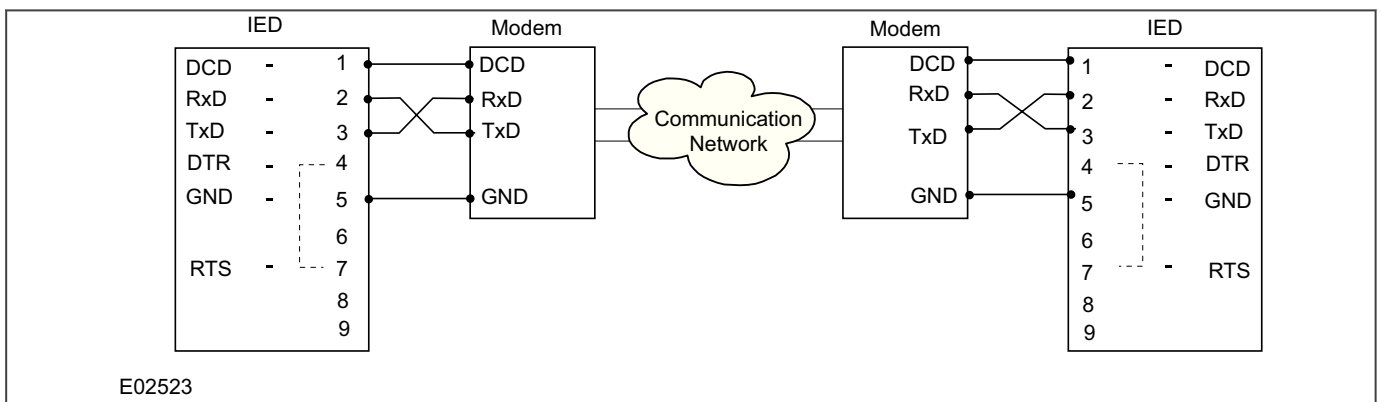 IED Modem Modem IED
DCD - 1 DCD DCD 1 - DCD
RxD - 2 RxD RxD 2 - RxD
TxD - 3 TxD Communication Network TxD 3 - TxD
DTR - 4 4 - DTR
GND - 5 GND GND 5 - GND
6 6
RTS - 7 7 - RTS
8 8
9 9
E02523